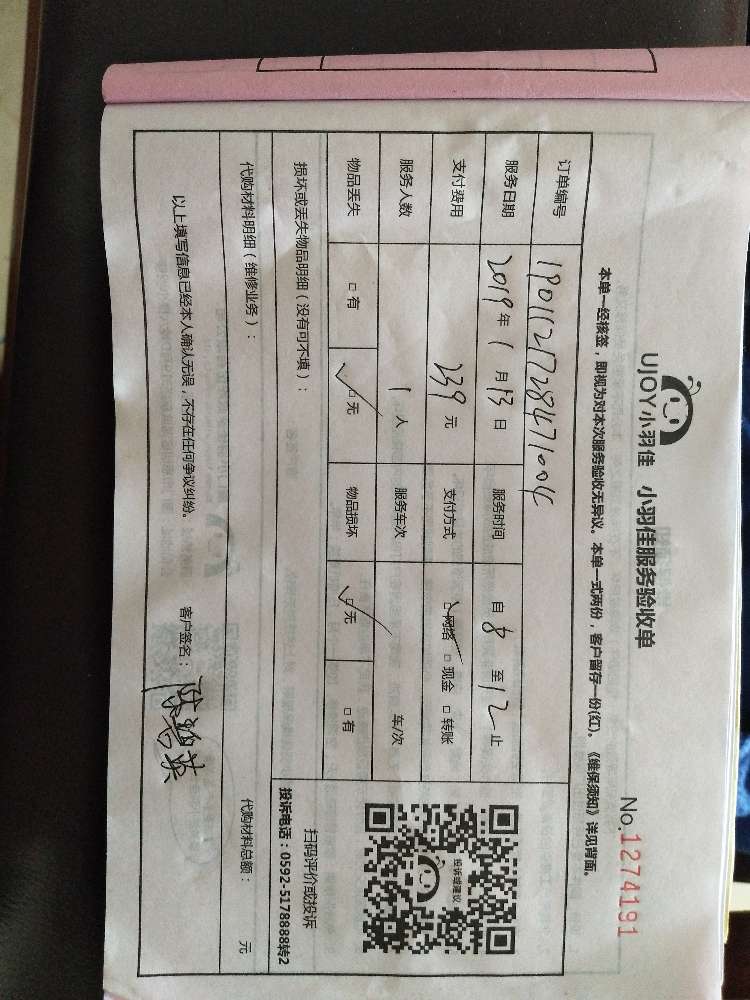 UJOY小羽佳 小羽佳服务验收单
No.1274191
本单一经核签，即视为对本次服务验收无异议。本单一式两份，客户留存一份(红)。《维保须知》详见背面。
订单编号 190112172847100
服务日期 2019年1月13日 服务时间 自8至12止
支付费用 239元 支付方式 □网络 □现金 □转账
服务人数 1人 服务车次 车/次
物品丢失 □有 □无 物品损坏 □无 □有
损坏或丢失物品明细（没有可不填）：
投诉或建议
扫码评价或投诉
投诉电话：0592-5178888转2
代购材料明细（维修业务）： 代购材料总额： 元
以上填写信息已经本人确认无误，不存在任何争议纠纷。 客户签名：